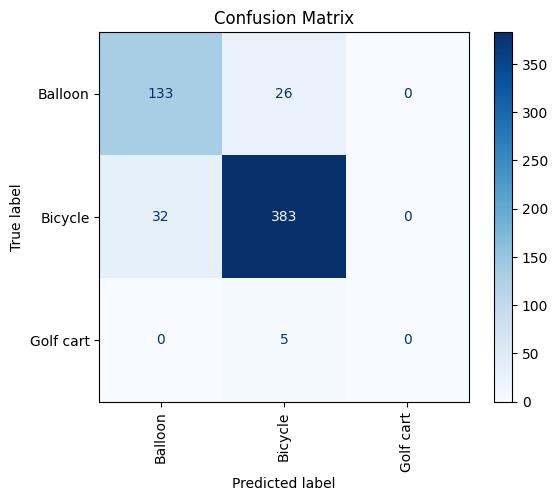 Confusion Matrix
True label
Balloon 133 26 0
Bicycle 32 383 0
Golf cart 0 5 0
Balloon Bicycle Golf cart
Predicted label
350
300
250
200
150
100
50
0